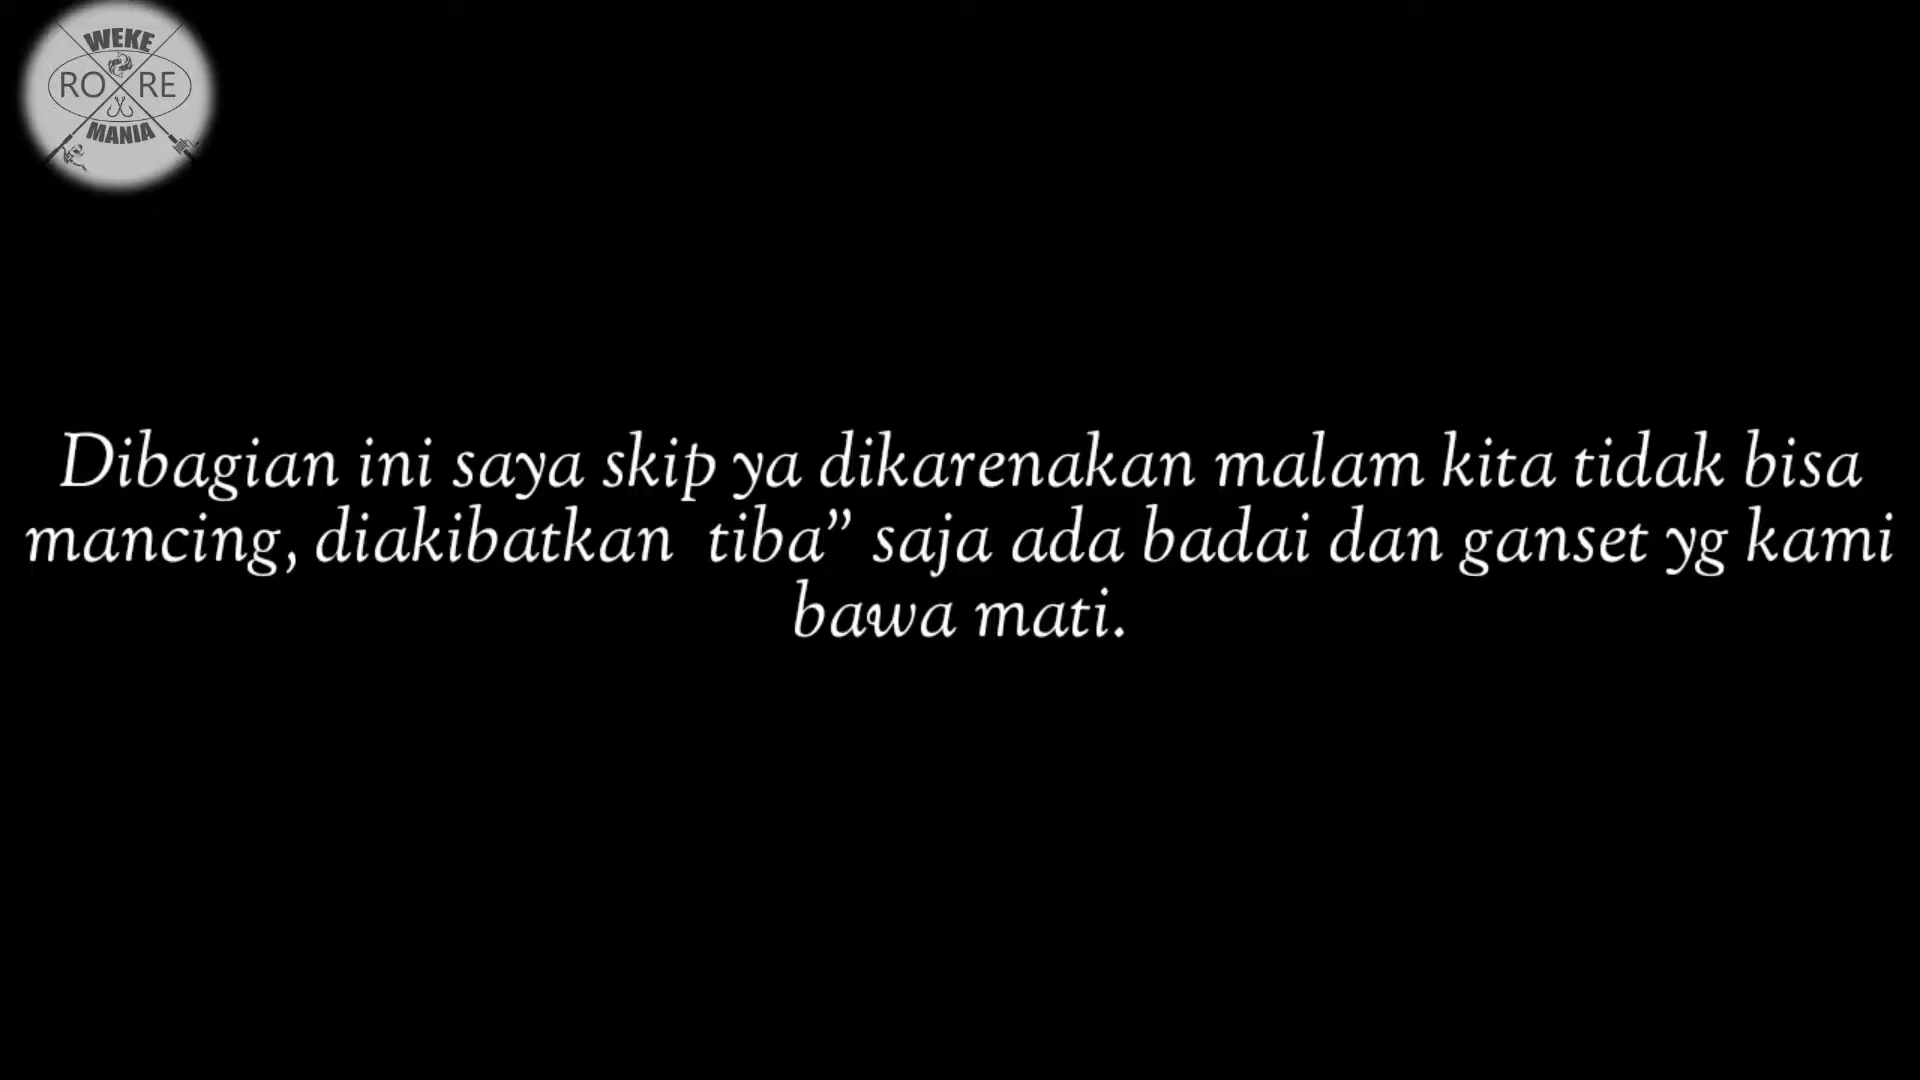 WEKE
RO RE
MANIA
Dibagian ini saya skip ya dikarenakan malam kita tidak bisa
mancing, diakibatkan  tiba” saja ada badai dan ganset yg kami
bawa mati.